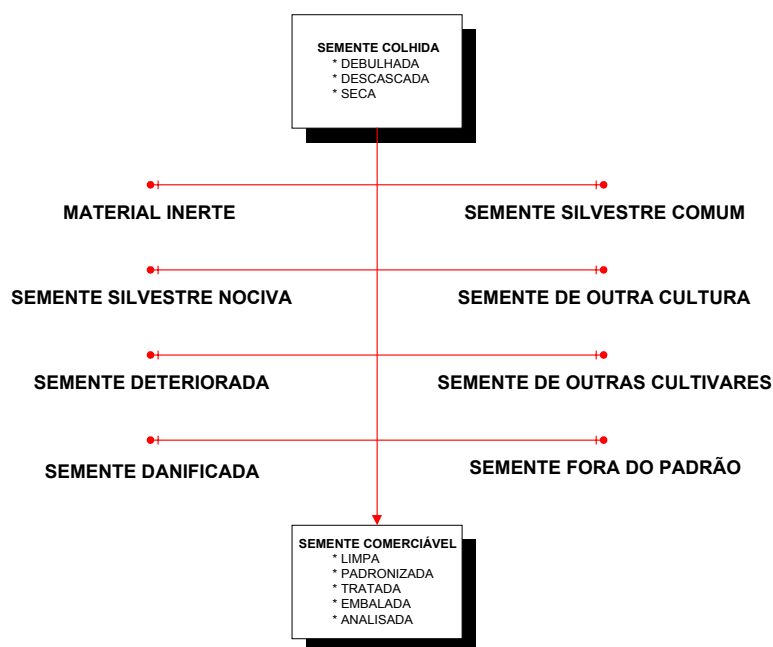 SEMENTE COLHIDA
* DEBULHADA
* DESCASCADA
* SECA
MATERIAL INERTE
SEMENTE SILVESTRE COMUM
SEMENTE SILVESTRE NOCIVA
SEMENTE DE OUTRA CULTURA
SEMENTE DETERIORADA
SEMENTE DE OUTRAS CULTIVARES
SEMENTE DANIFICADA
SEMENTE FORA DO PADRÃO
SEMENTE COMERCIÁVEL
* LIMPA
* PADRONIZADA
* TRATADA
* EMBALADA
* ANALISADA